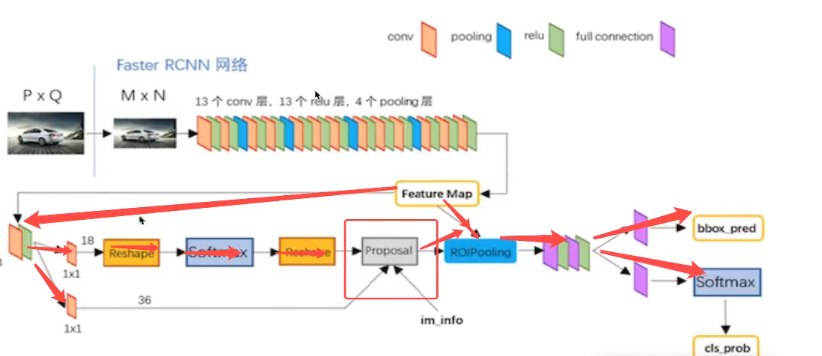 conv pooling relu full connection
Faster RCNN 网络
P x Q
M x N
13 个 conv 层, 13 个 relu 层, 4 个 pooling 层
Feature Map
18
Reshape
Softmax
Reshape
Proposal
ROIPooling
bbox_pred
1x1
Softmax
36
im_info
1x1
cls_prob